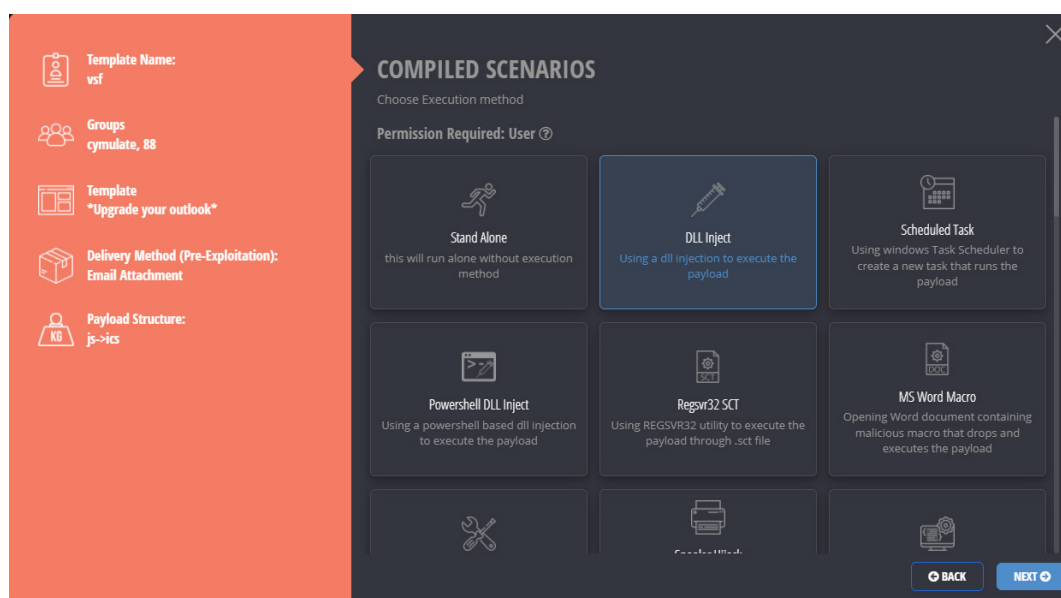 Template Name:
vsf
Groups
cymulate, 88
Template
*Upgrade your outlook*
Delivery Method (Pre-Exploitation):
Email Attachment
KG
Payload Structure:
js->ics
COMPILED SCENARIOS
Choose Execution method
Permission Required: User ?
Stand Alone
this will run alone without execution
method
DLL Inject
Using a dll injection to execute the
payload
Scheduled Task
Using windows Task Scheduler to
create a new task that runs the
payload
Powershell DLL Inject
Using a powershell based dll injection
to execute the payload
SCT
Regsvr32 SCT
Using REGSVR32 utility to execute the
payload through .sct file
DOC
MS Word Macro
Opening Word document containing
malicious macro that drops and
executes the payload
BACK
NEXT